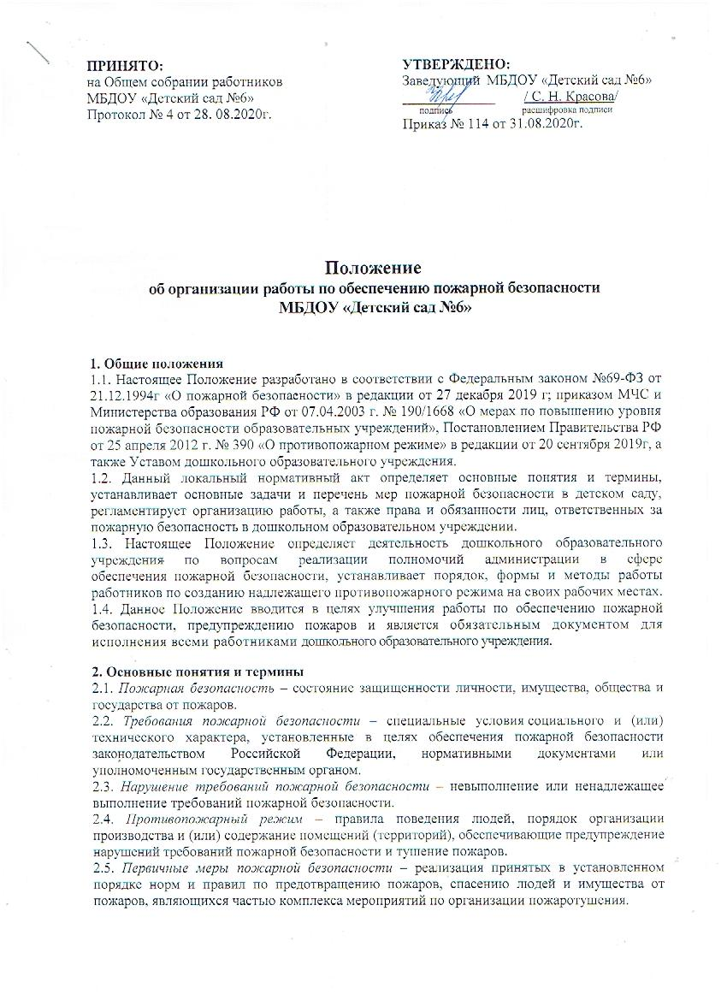 ПРИНЯТО:
на Общем собрании работников
МБДОУ «Детский сад №6»
Протокол № 4 от 28. 08.2020г.
УТВЕРЖДЕНО:
Заведующий МБДОУ «Детский сад №6»
/ С. Н. Красова/
подпись расшифровка подписи
Приказ № 114 от 31.08.2020г.
Положение
об организации работы по обеспечению пожарной безопасности
МБДОУ «Детский сад №6»
1. Общие положения
1.1. Настоящее Положение разработано в соответствии с Федеральным законом №69-ФЗ от
21.12.1994г «О пожарной безопасности» в редакции от 27 декабря 2019 г; приказом МЧС и
Министерства образования РФ от 07.04.2003 г. № 190/1668 «О мерах по повышению уровня
пожарной безопасности образовательных учреждений», Постановлением Правительства РФ
от 25 апреля 2012 г. № 390 «О противопожарном режиме» в редакции от 20 сентября 2019г, а
также Уставом дошкольного образовательного учреждения.
1.2. Данный локальный нормативный акт определяет основные понятия и термины,
устанавливает основные задачи и перечень мер пожарной безопасности в детском саду,
регламентирует организацию работы, а также права и обязанности лиц, ответственных за
пожарную безопасность в дошкольном образовательном учреждении.
1.3. Настоящее Положение определяет деятельность дошкольного образовательного
учреждения по вопросам реализации полномочий администрации в сфере
обеспечения пожарной безопасности, устанавливает порядок, формы и методы работы
работников по созданию надлежащего противопожарного режима на своих рабочих местах.
1.4. Данное Положение вводится в целях улучшения работы по обеспечению пожарной
безопасности, предупреждению пожаров и является обязательным документом для
исполнения всеми работниками дошкольного образовательного учреждения.
2. Основные понятия и термины
2.1. Пожарная безопасность – состояние защищенности личности, имущества, общества и
государства от пожаров.
2.2. Требования пожарной безопасности – специальные условия социального и (или)
технического характера, установленные в целях обеспечения пожарной безопасности
законодательством Российской Федерации, нормативными документами или
уполномоченным государственным органом.
2.3. Нарушение требований пожарной безопасности – невыполнение или ненадлежащее
выполнение требований пожарной безопасности.
2.4. Противопожарный режим – правила поведения людей, порядок организации
производства и (или) содержание помещений (территорий), обеспечивающие предупреждение
нарушений требований пожарной безопасности и тушение пожаров.
2.5. Первичные меры пожарной безопасности – реализация принятых в установленном
порядке норм и правил по предотвращению пожаров, спасению людей и имущества от
пожаров, являющихся частью комплекса мероприятий по организации пожаротушения.